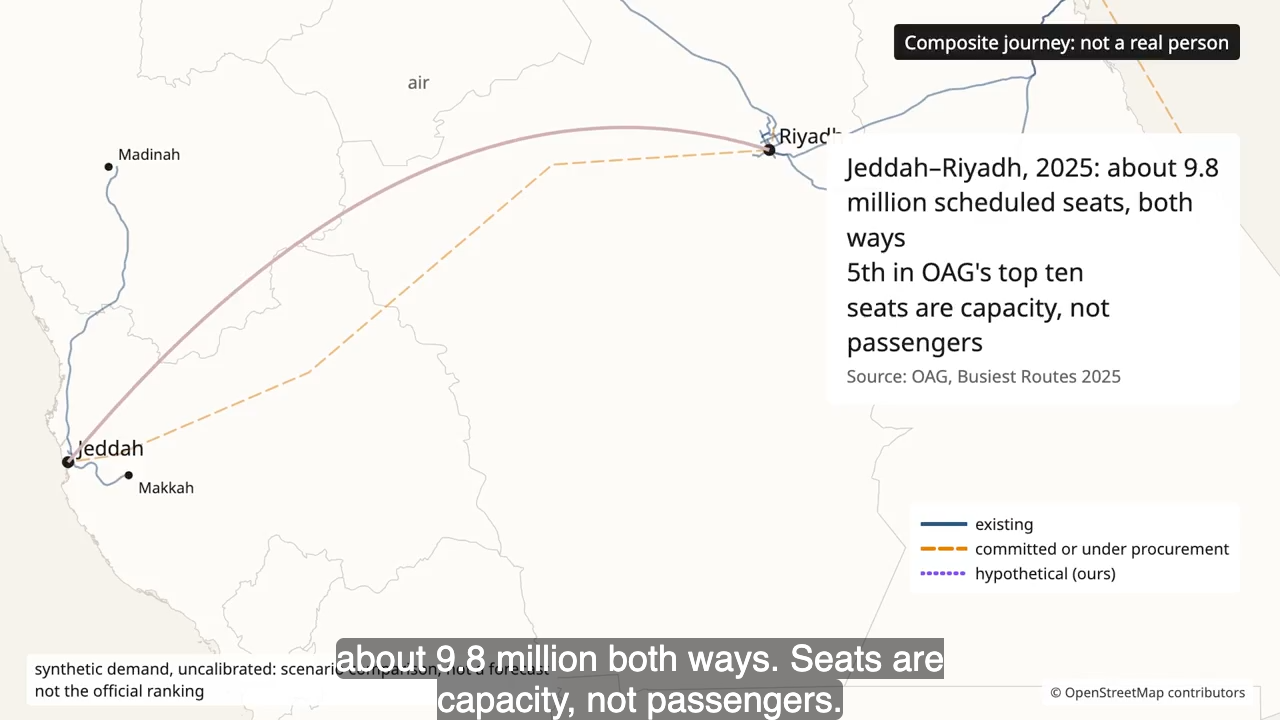 Composite journey: not a real person
air
Riyadh
Madinah
Jeddah–Riyadh, 2025: about 9.8
million scheduled seats, both
ways
5th in OAG's top ten
seats are capacity, not
passengers
Source: OAG, Busiest Routes 2025
Jeddah
Makkah
existing
committed or under procurement
hypothetical (ours)
synthetic demand, uncalibrated: scenario comparison, not a forecast
not the official ranking
about 9.8 million both ways. Seats are
capacity, not passengers.
© OpenStreetMap contributors